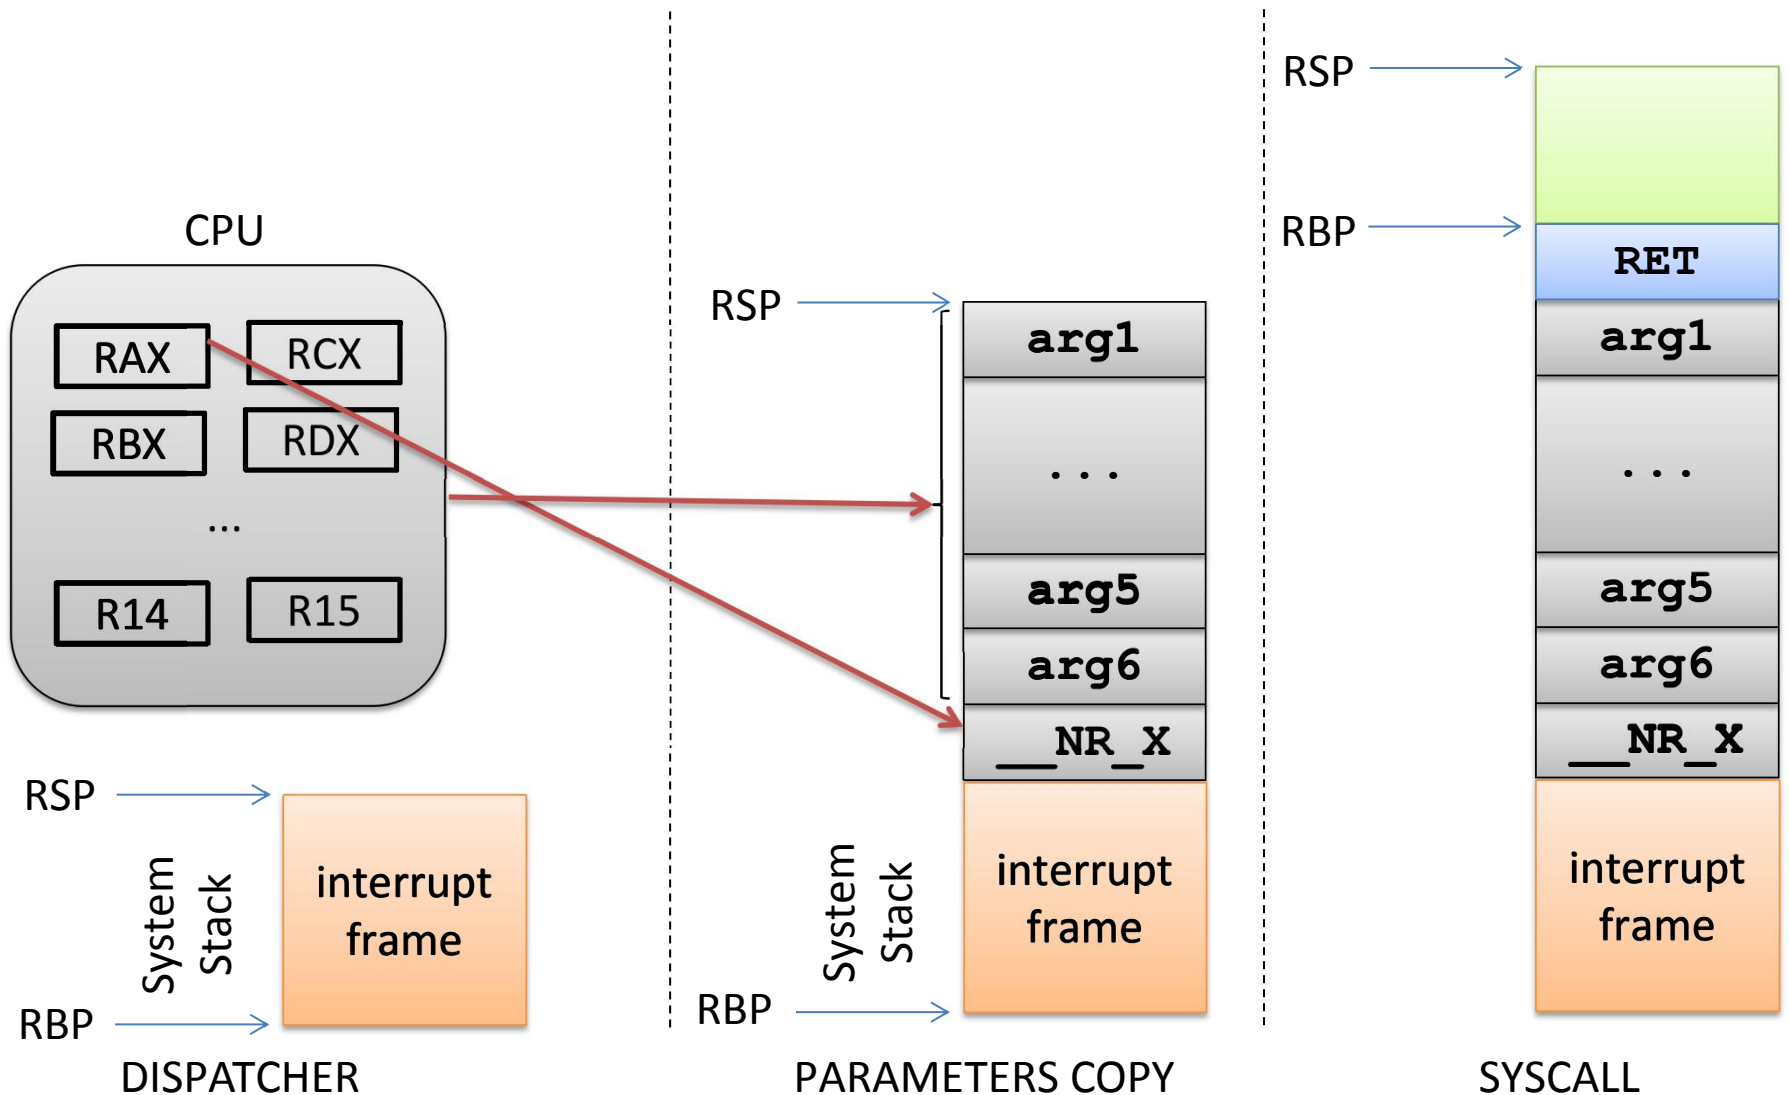 CPU
RAX
RCX
RBX
RDX
...
R14
R15
RSP
System
Stack
interrupt
frame
RBP
DISPATCHER
RSP
arg1
...
arg5
arg6
__NR_X
System
Stack
interrupt
frame
RBP
PARAMETERS COPY
RSP
RBP
RET
arg1
...
arg5
arg6
__NR_X
interrupt
frame
SYSCALL